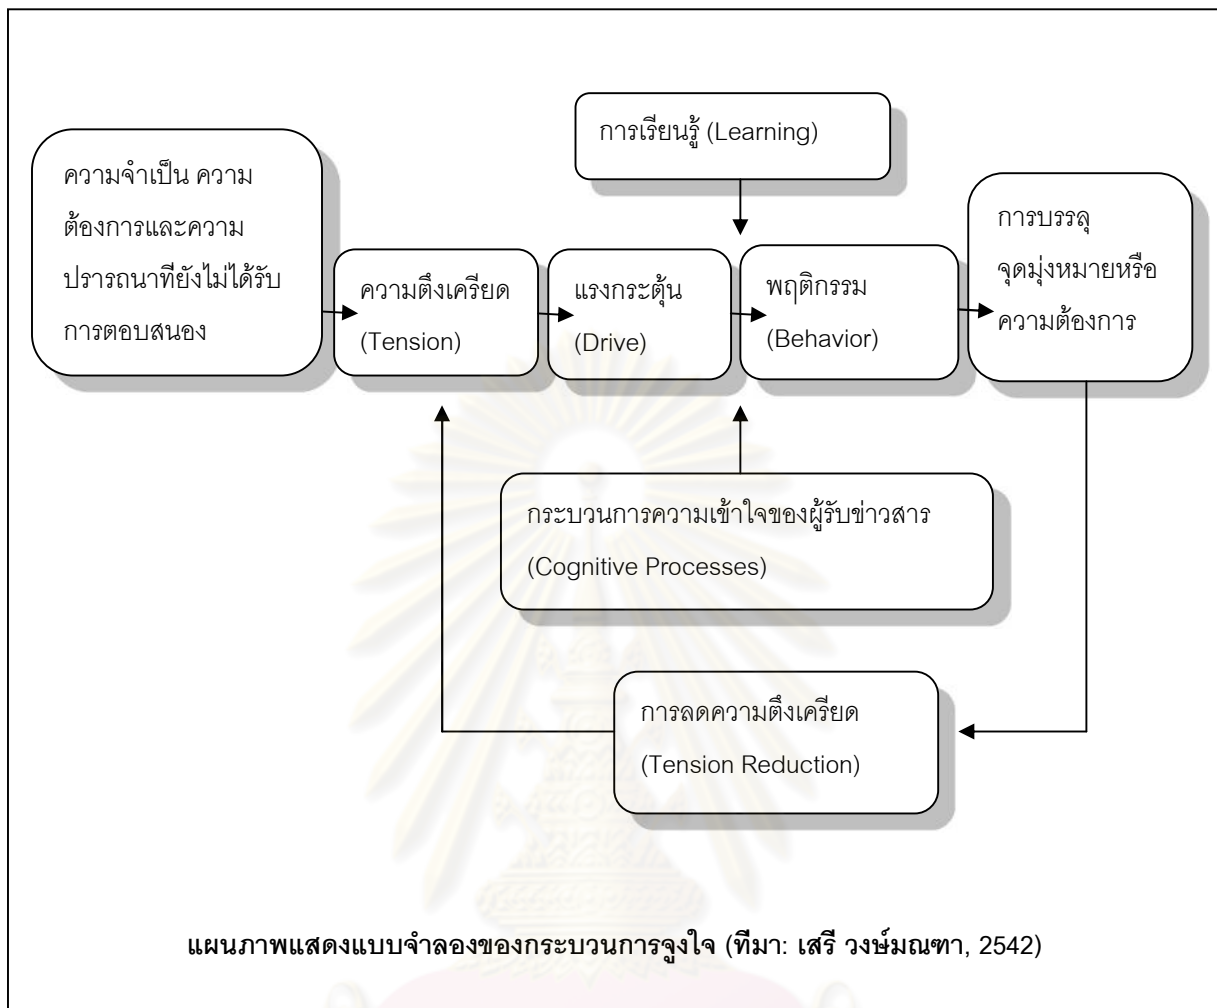 การเรียนรู้ (Learning)
ความจำเป็น ความ
ต้องการและความ
ปรารถนาที่ยังไม่ได้รับ
การตอบสนอง
ความตึงเครียด
(Tension)
แรงกระตุ้น
(Drive)
พฤติกรรม
(Behavior)
การบรรลุ
จุดมุ่งหมายหรือ
ความต้องการ
กระบวนการความเข้าใจของผู้รับข่าวสาร
(Cognitive Processes)
การลดความตึงเครียด
(Tension Reduction)
แผนภาพแสดงแบบจำลองของกระบวนการจูงใจ (ที่มา: เสรี วงษ์มณฑา, 2542)